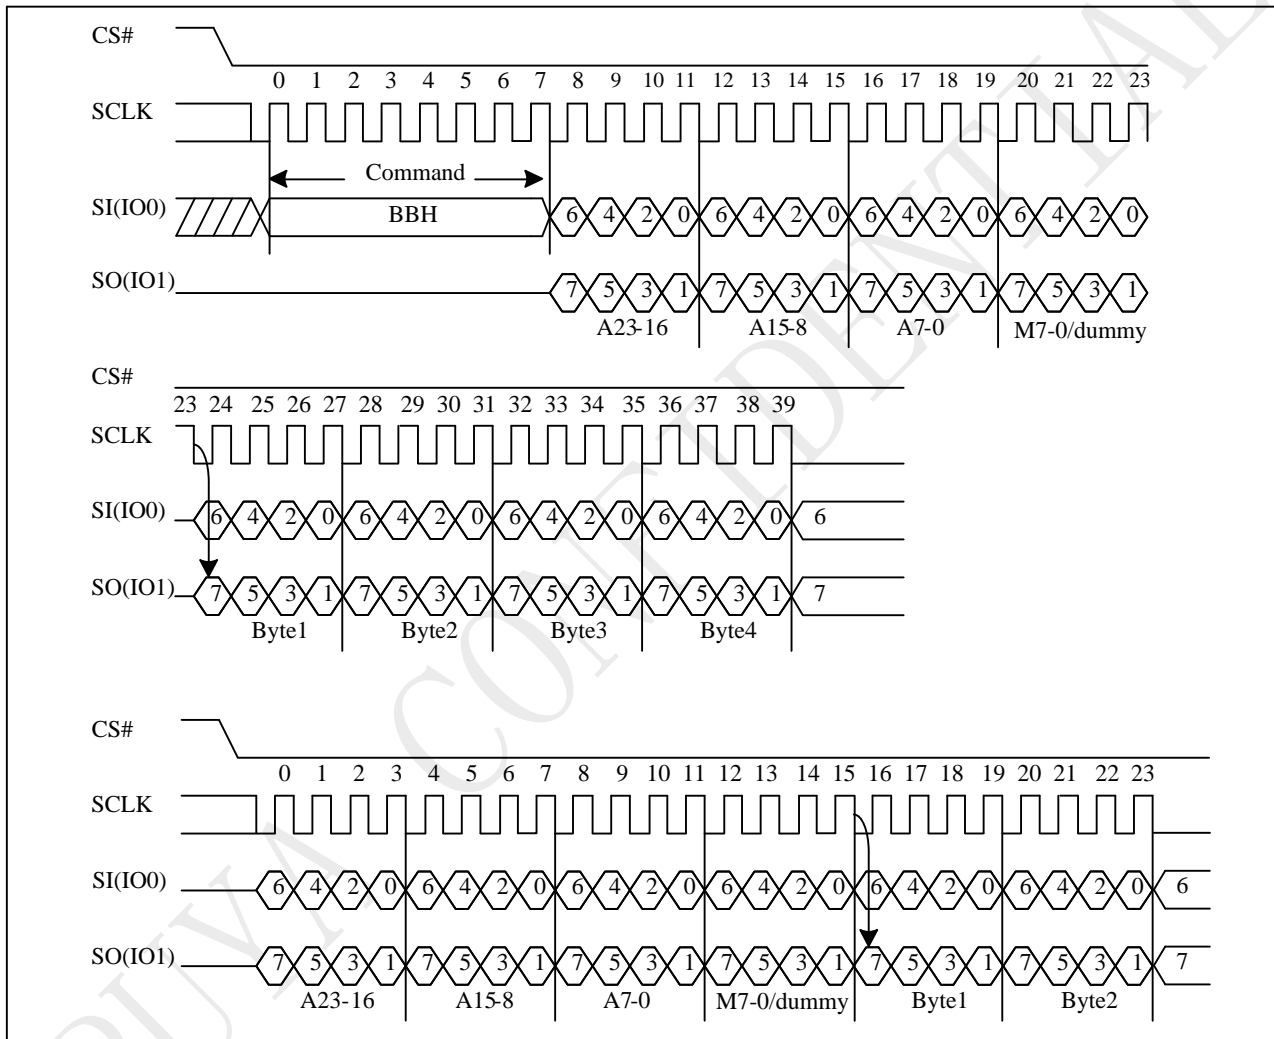 CS#
0 1 2 3 4 5 6 7 8 9 10 11 12 13 14 15 16 17 18 19 20 21 22 23
SCLK
Command
SI(IO0) BBH 6 4 2 0 6 4 2 0 6 4 2 0 6 4 2 0
SO(IO1) 7 5 3 1 7 5 3 1 7 5 3 1 7 5 3 1
A23-16 A15-8 A7-0 M7-0/dummy
CS#
23 24 25 26 27 28 29 30 31 32 33 34 35 36 37 38 39
SCLK
SI(IO0) 6 4 2 0 6 4 2 0 6 4 2 0 6 4 2 0 6
SO(IO1) 7 5 3 1 7 5 3 1 7 5 3 1 7 5 3 1 7
Byte1 Byte2 Byte3 Byte4
CS#
0 1 2 3 4 5 6 7 8 9 10 11 12 13 14 15 16 17 18 19 20 21 22 23
SCLK
SI(IO0) 6 4 2 0 6 4 2 0 6 4 2 0 6 4 2 0 6 4 2 0 6 4 2 0 6
SO(IO1) 7 5 3 1 7 5 3 1 7 5 3 1 7 5 3 1 7 5 3 1 7 5 3 1 7
A23-16 A15-8 A7-0 M7-0/dummy Byte1 Byte2
PUYA CONFIDENTIAL